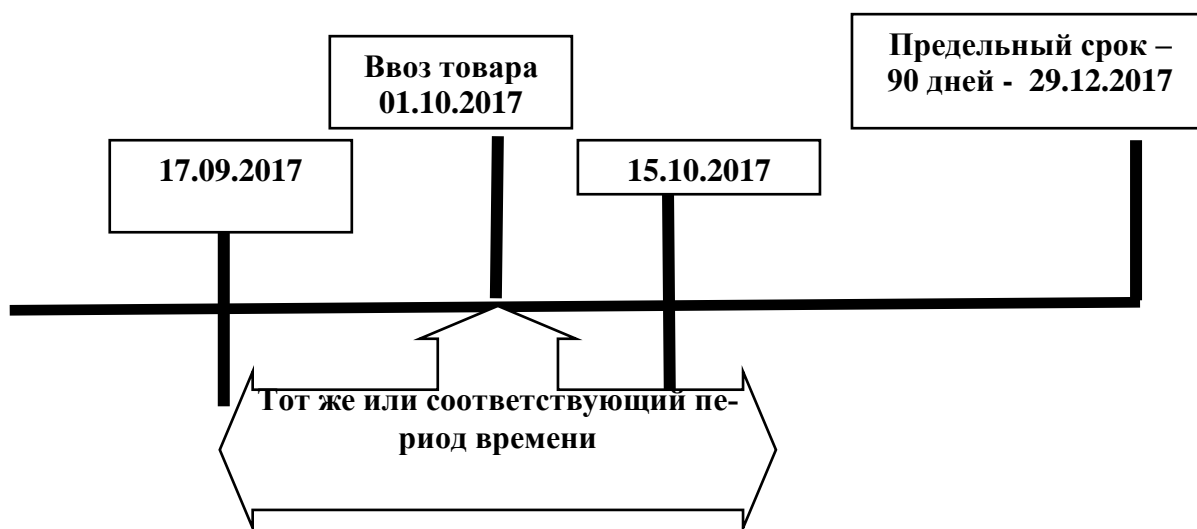 Ввоз товара
01.10.2017
Предельный срок –
90 дней - 29.12.2017
17.09.2017
15.10.2017
Тот же или соответствующий пе-
риод времени